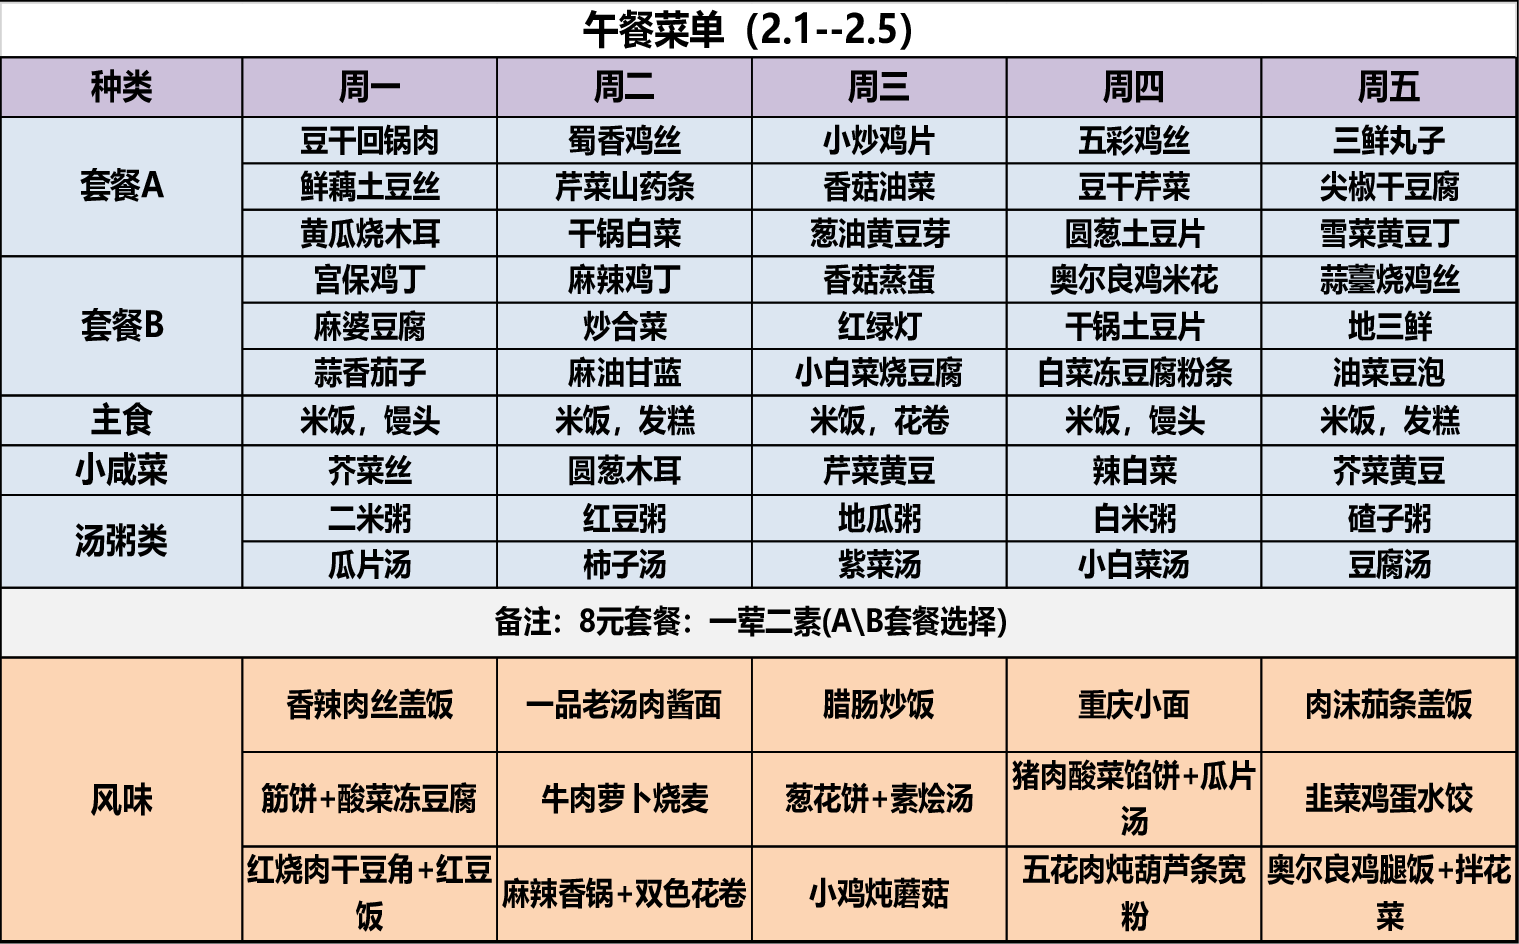 午餐菜单（2.1--2.5）
种类 周一 周二 周三 周四 周五
套餐A
豆干回锅肉 蜀香鸡丝 小炒鸡片 五彩鸡丝 三鲜丸子
鲜藕土豆丝 芹菜山药条 香菇油菜 豆干芹菜 尖椒干豆腐
黄瓜烧木耳 干锅白菜 葱油黄豆芽 圆葱土豆片 雪菜黄豆丁
套餐B
宫保鸡丁 麻辣鸡丁 香菇蒸蛋 奥尔良鸡米花 蒜薹烧鸡丝
麻婆豆腐 炒合菜 红绿灯 干锅土豆片 地三鲜
蒜香茄子 麻油甘蓝 小白菜烧豆腐 白菜冻豆腐粉条 油菜豆泡
主食 米饭，馒头 米饭，发糕 米饭，花卷 米饭，馒头 米饭，发糕
小咸菜 芥菜丝 圆葱木耳 芹菜黄豆 辣白菜 芥菜黄豆
汤粥类
二米粥 红豆粥 地瓜粥 白米粥 碴子粥
瓜片汤 柿子汤 紫菜汤 小白菜汤 豆腐汤
备注：8元套餐：一荤二素(A\B套餐选择)
风味
香辣肉丝盖饭 一品老汤肉酱面 腊肠炒饭 重庆小面 肉沫茄条盖饭
筋饼+酸菜冻豆腐 牛肉萝卜烧麦 葱花饼+素烩汤 猪肉酸菜馅饼+瓜片
汤
韭菜鸡蛋水饺
红烧肉干豆角+红豆
饭
麻辣香锅+双色花卷 小鸡炖蘑菇 五花肉炖葫芦条宽
粉
奥尔良鸡腿饭+拌花
菜